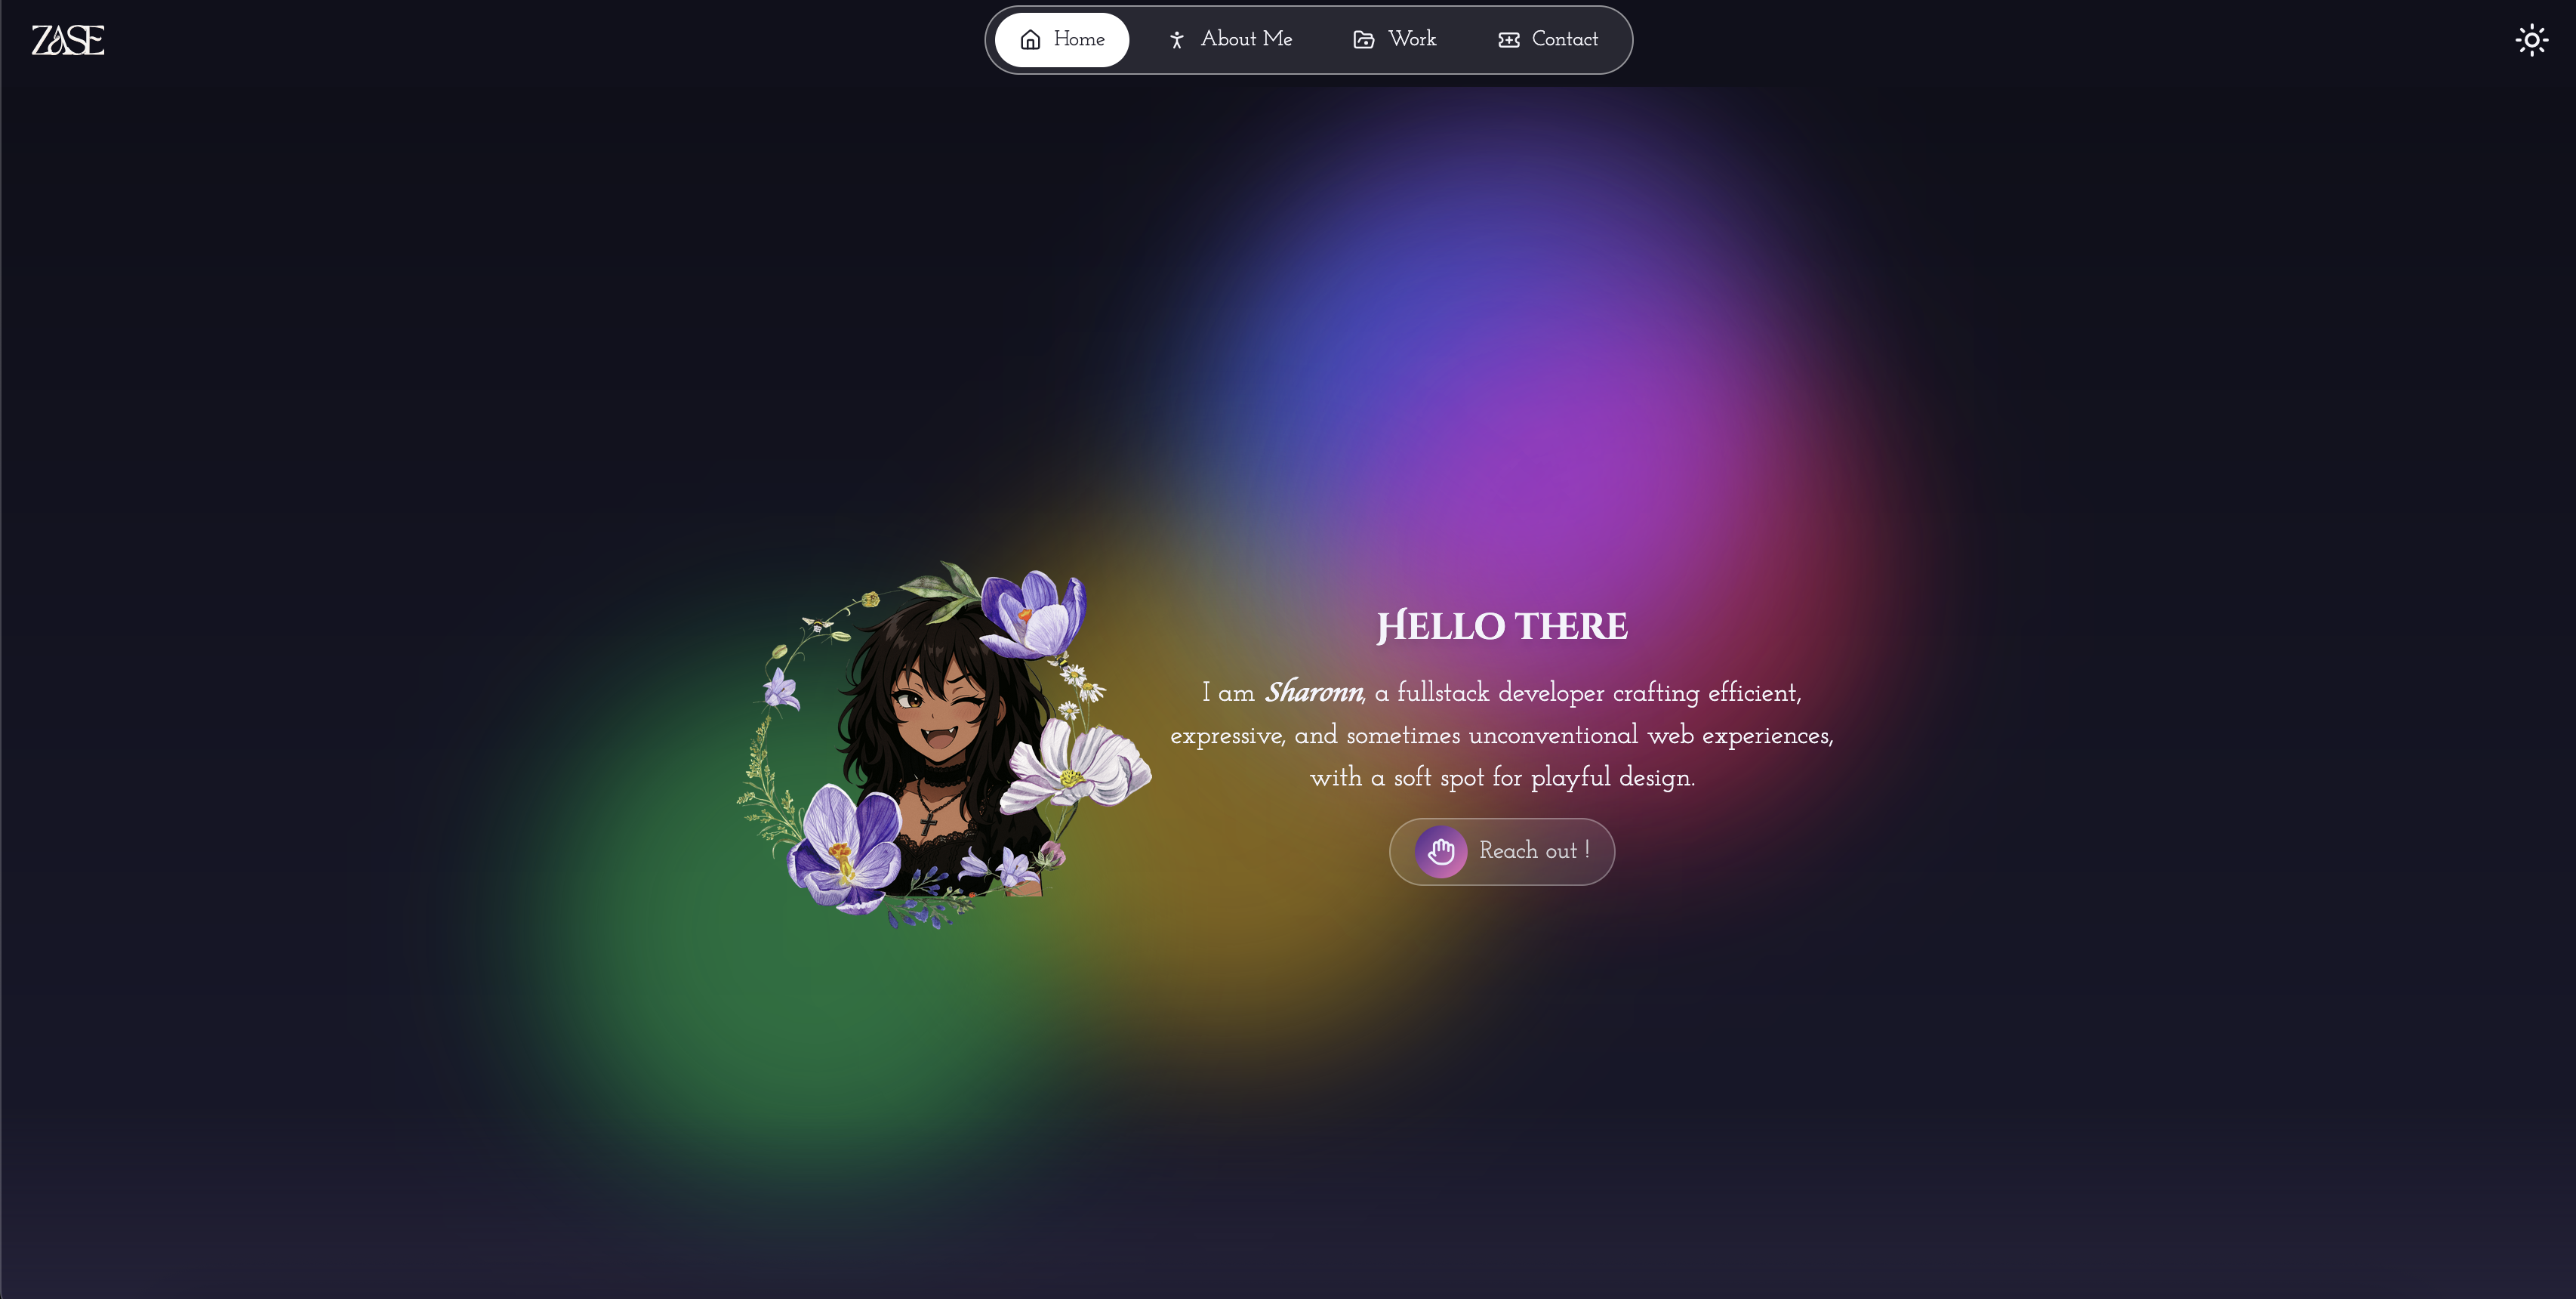 ZASE
Home
About Me
Work
Contact
Hello there
I am Sharonn, a fullstack developer crafting efficient,
expressive, and sometimes unconventional web experiences,
with a soft spot for playful design.
Reach out !